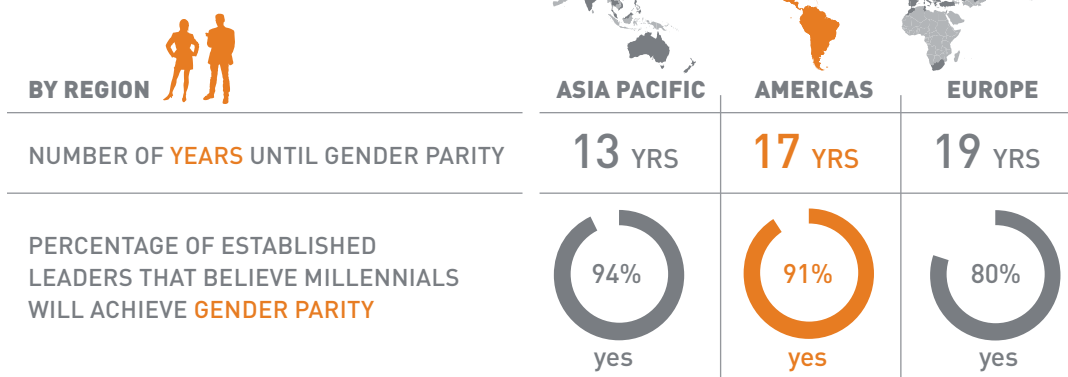 BY REGION
ASIA PACIFIC
AMERICAS
EUROPE
NUMBER OF YEARS UNTIL GENDER PARITY
13 YRS
17 YRS
19 YRS
PERCENTAGE OF ESTABLISHED
LEADERS THAT BELIEVE MILLENNIALS
WILL ACHIEVE GENDER PARITY
94%
yes
91%
yes
80%
yes